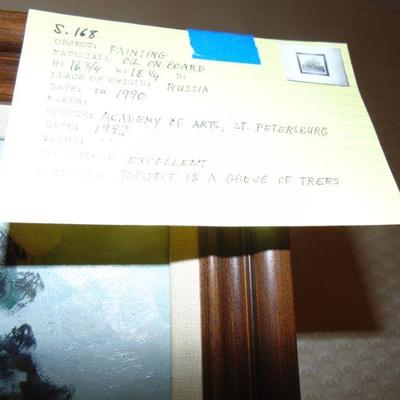 S. 168
OBJECT: PAINTING
MATERIAL: OIL ON BOARD
H: 16 3/4 W: 18 1/4 D:
PLACE OF ORIGIN: RUSSIA
DATE: ca 1990
MAKER:
SOURCE: ACADEMY OF ARTS, ST. PETERSBURG
DATE: 1992
VALUE:
EXCELLENT
SUBJECT IS A GROVE OF TREES